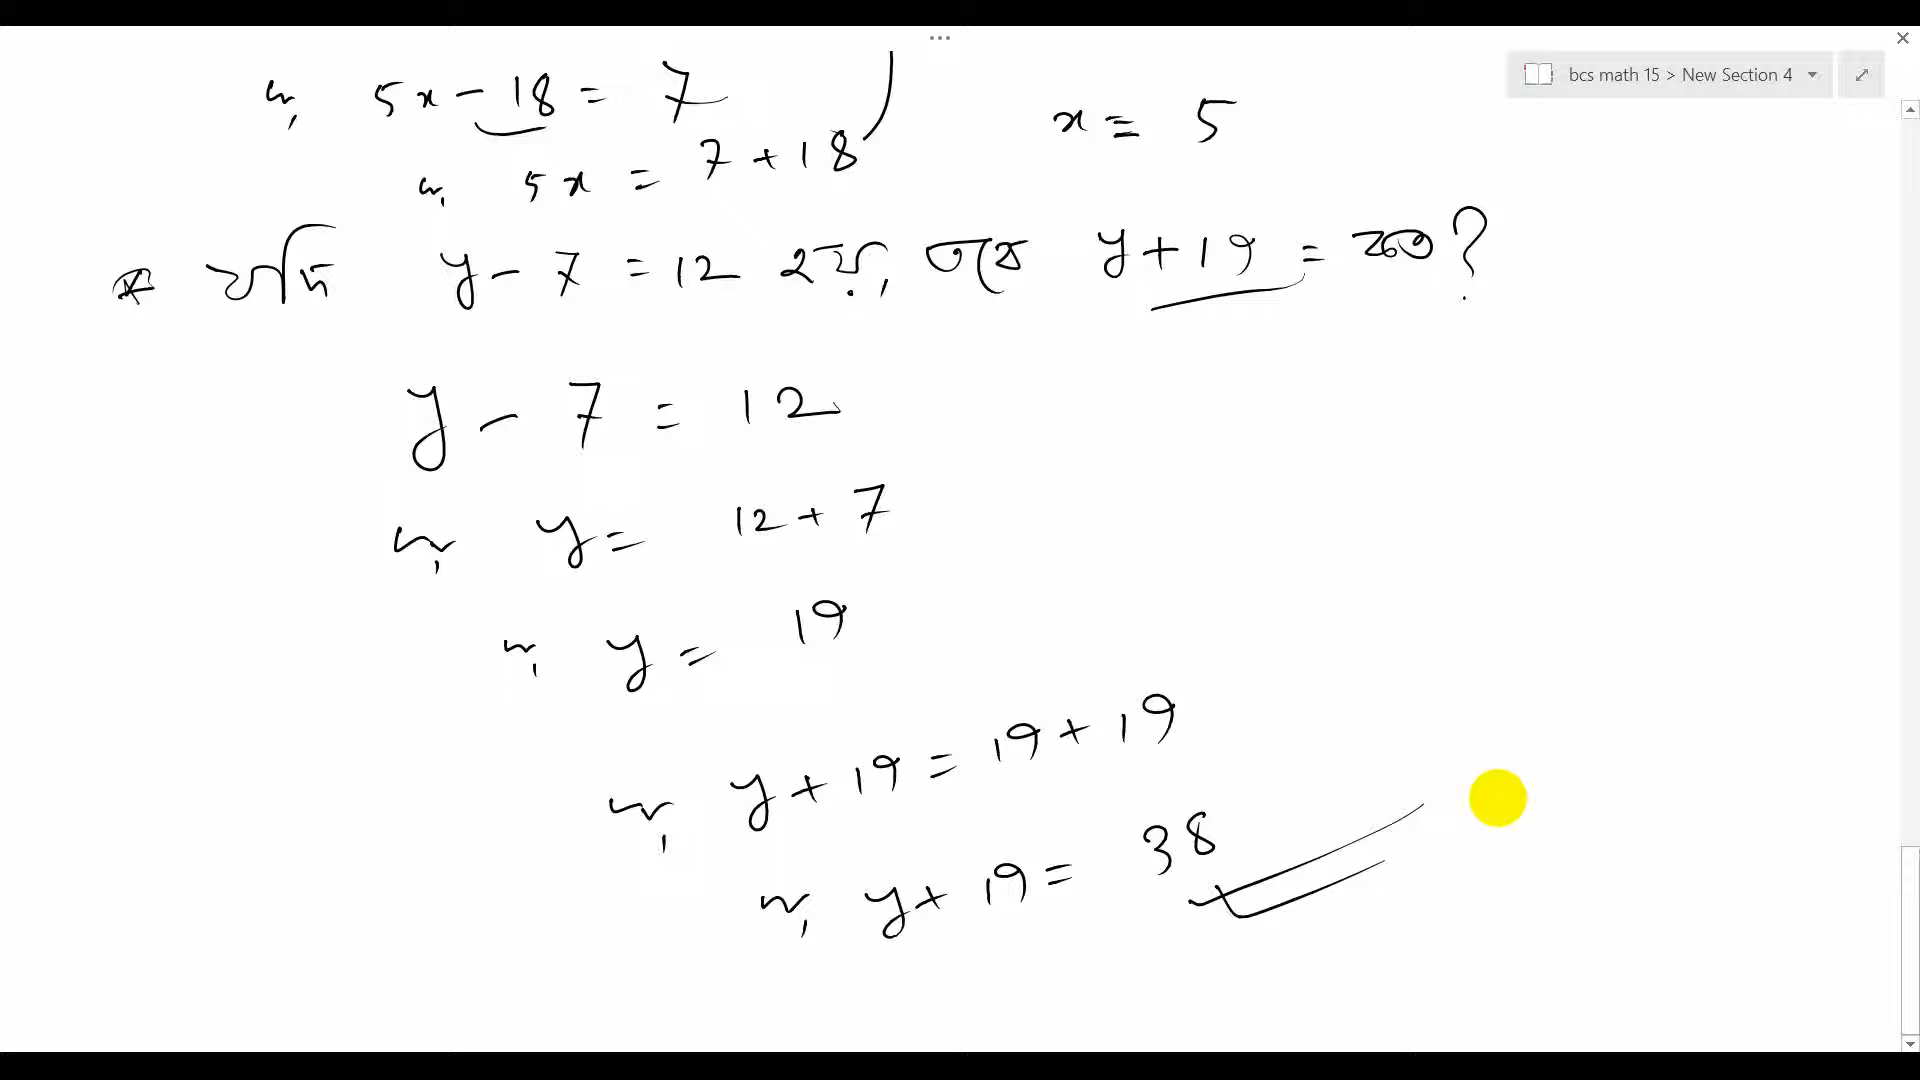 bcs math 15 > New Section 4
বা, 5x - 18 = 7
x = 5
বা, 5x = 7 + 18
* যদি y - 7 = 12 হয়, তবে y + 19 = কত?
y - 7 = 12
বা, y = 12 + 7
বা, y = 19
বা, y + 19 = 19 + 19
বা, y + 19 = 38